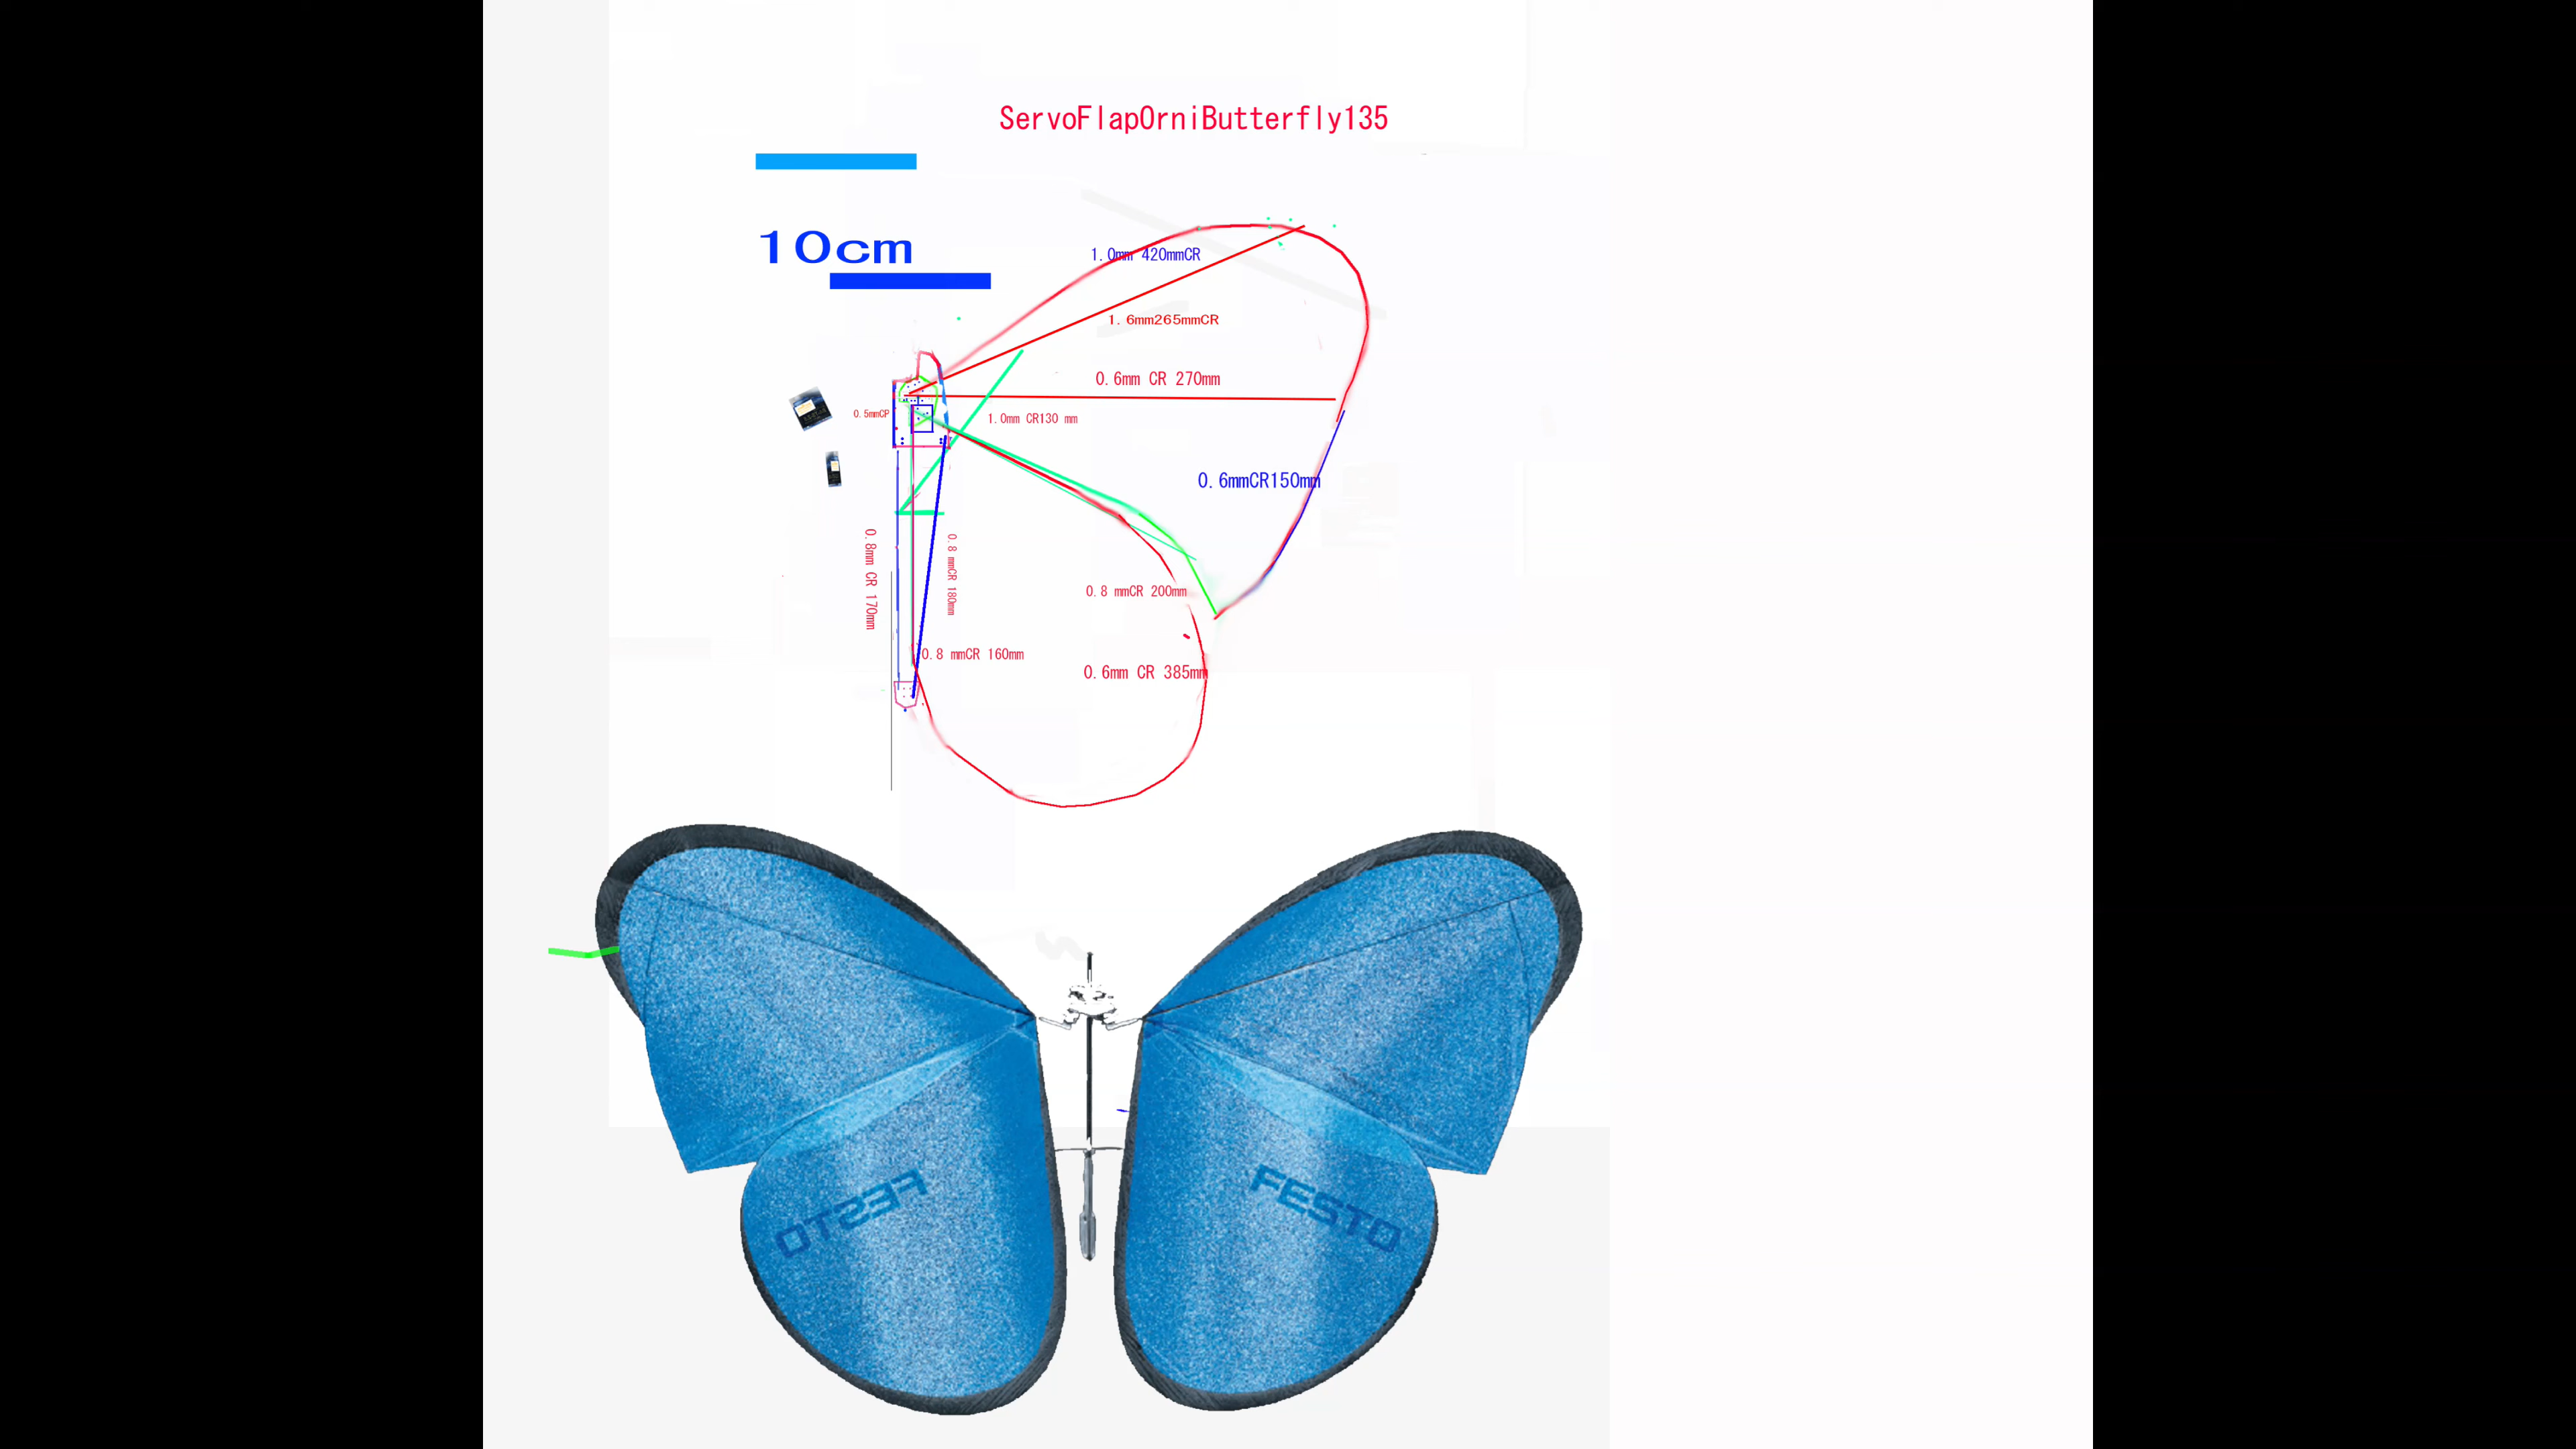 ServoFlapOrniButterfly135
10cm
1.0mm 420mmCR
1.6mm265mmCR
0.6mm CR 270mm
0.5mmCP
1.0mm CR130 mm
0.6mmCR150mm
0.8mm CR 170mm
0.8 mmCR 180mm
0.8 mmCR 200mm
0.8 mmCR 160mm
0.6mm CR 385mm
FESTO
FESTO